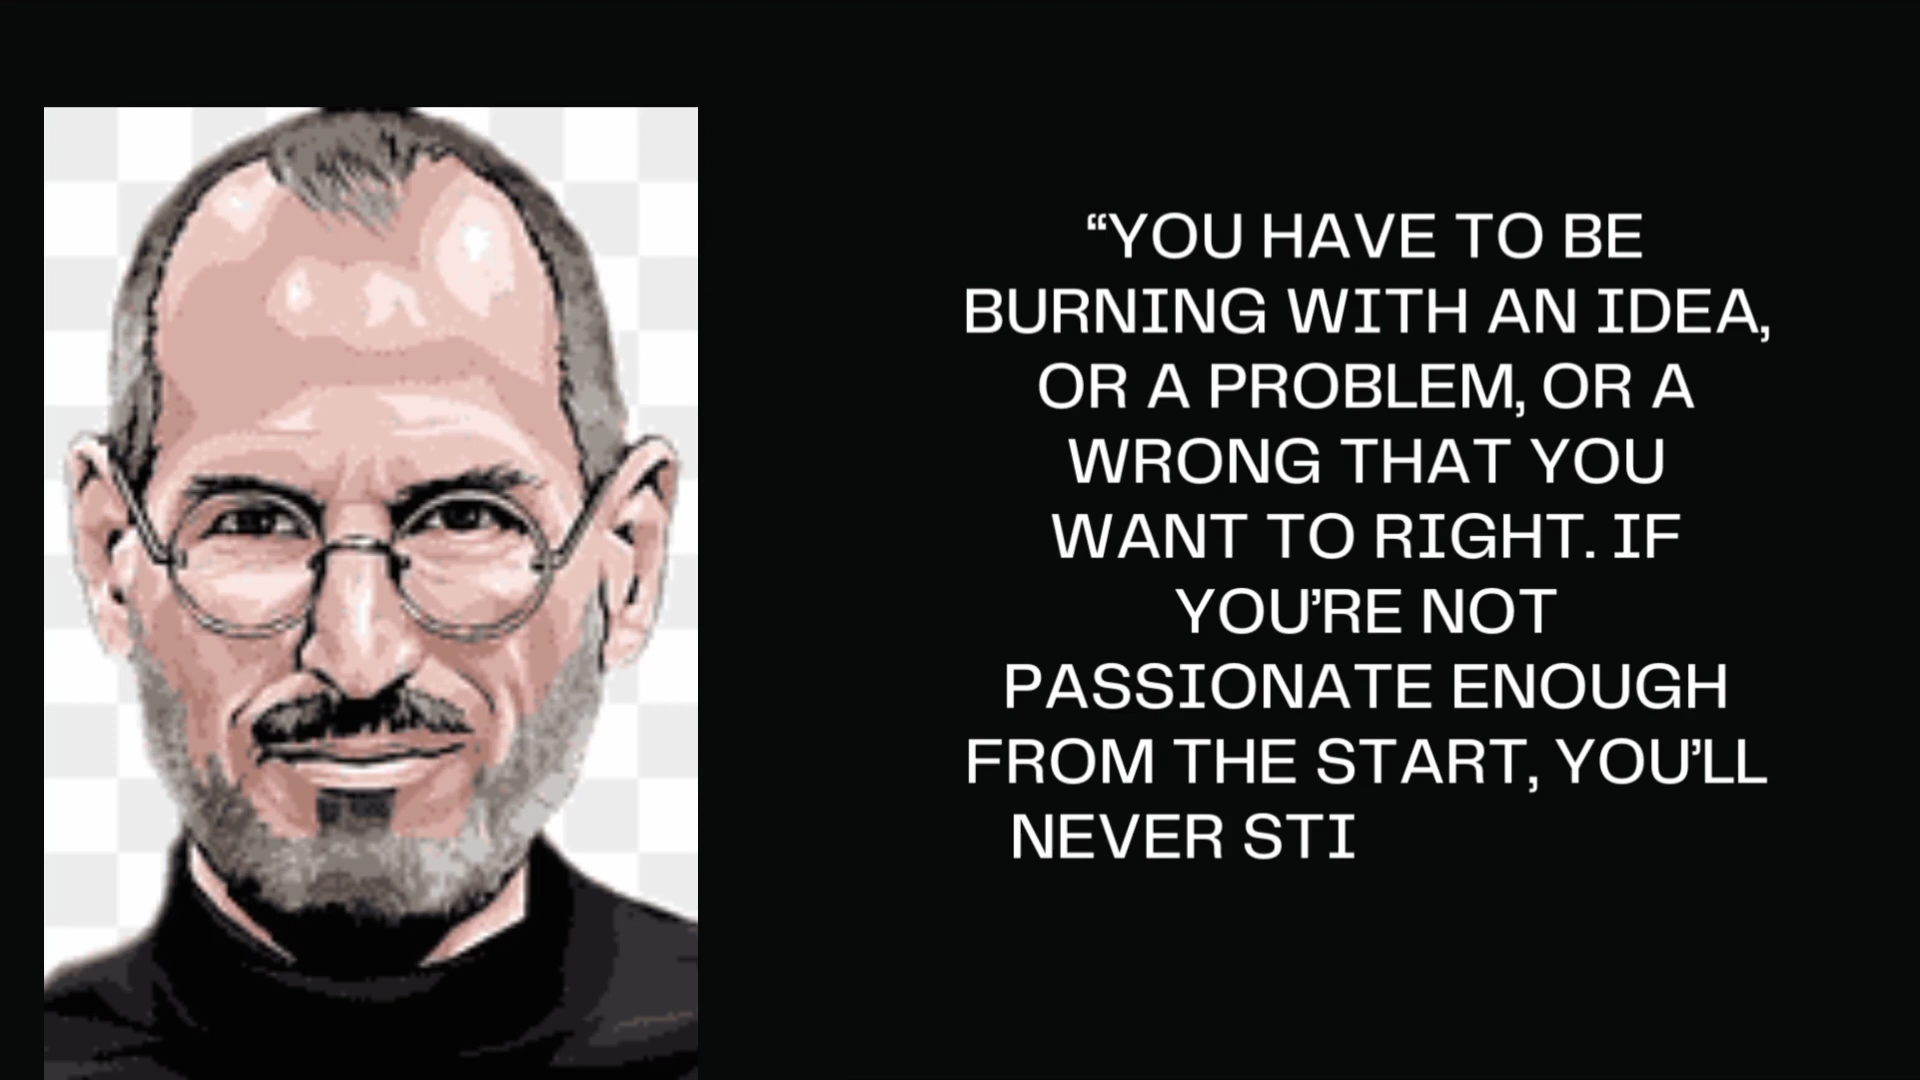 “YOU HAVE TO BE
BURNING WITH AN IDEA,
OR A PROBLEM, OR A
WRONG THAT YOU
WANT TO RIGHT. IF
YOU’RE NOT
PASSIONATE ENOUGH
FROM THE START, YOU’LL
NEVER STI